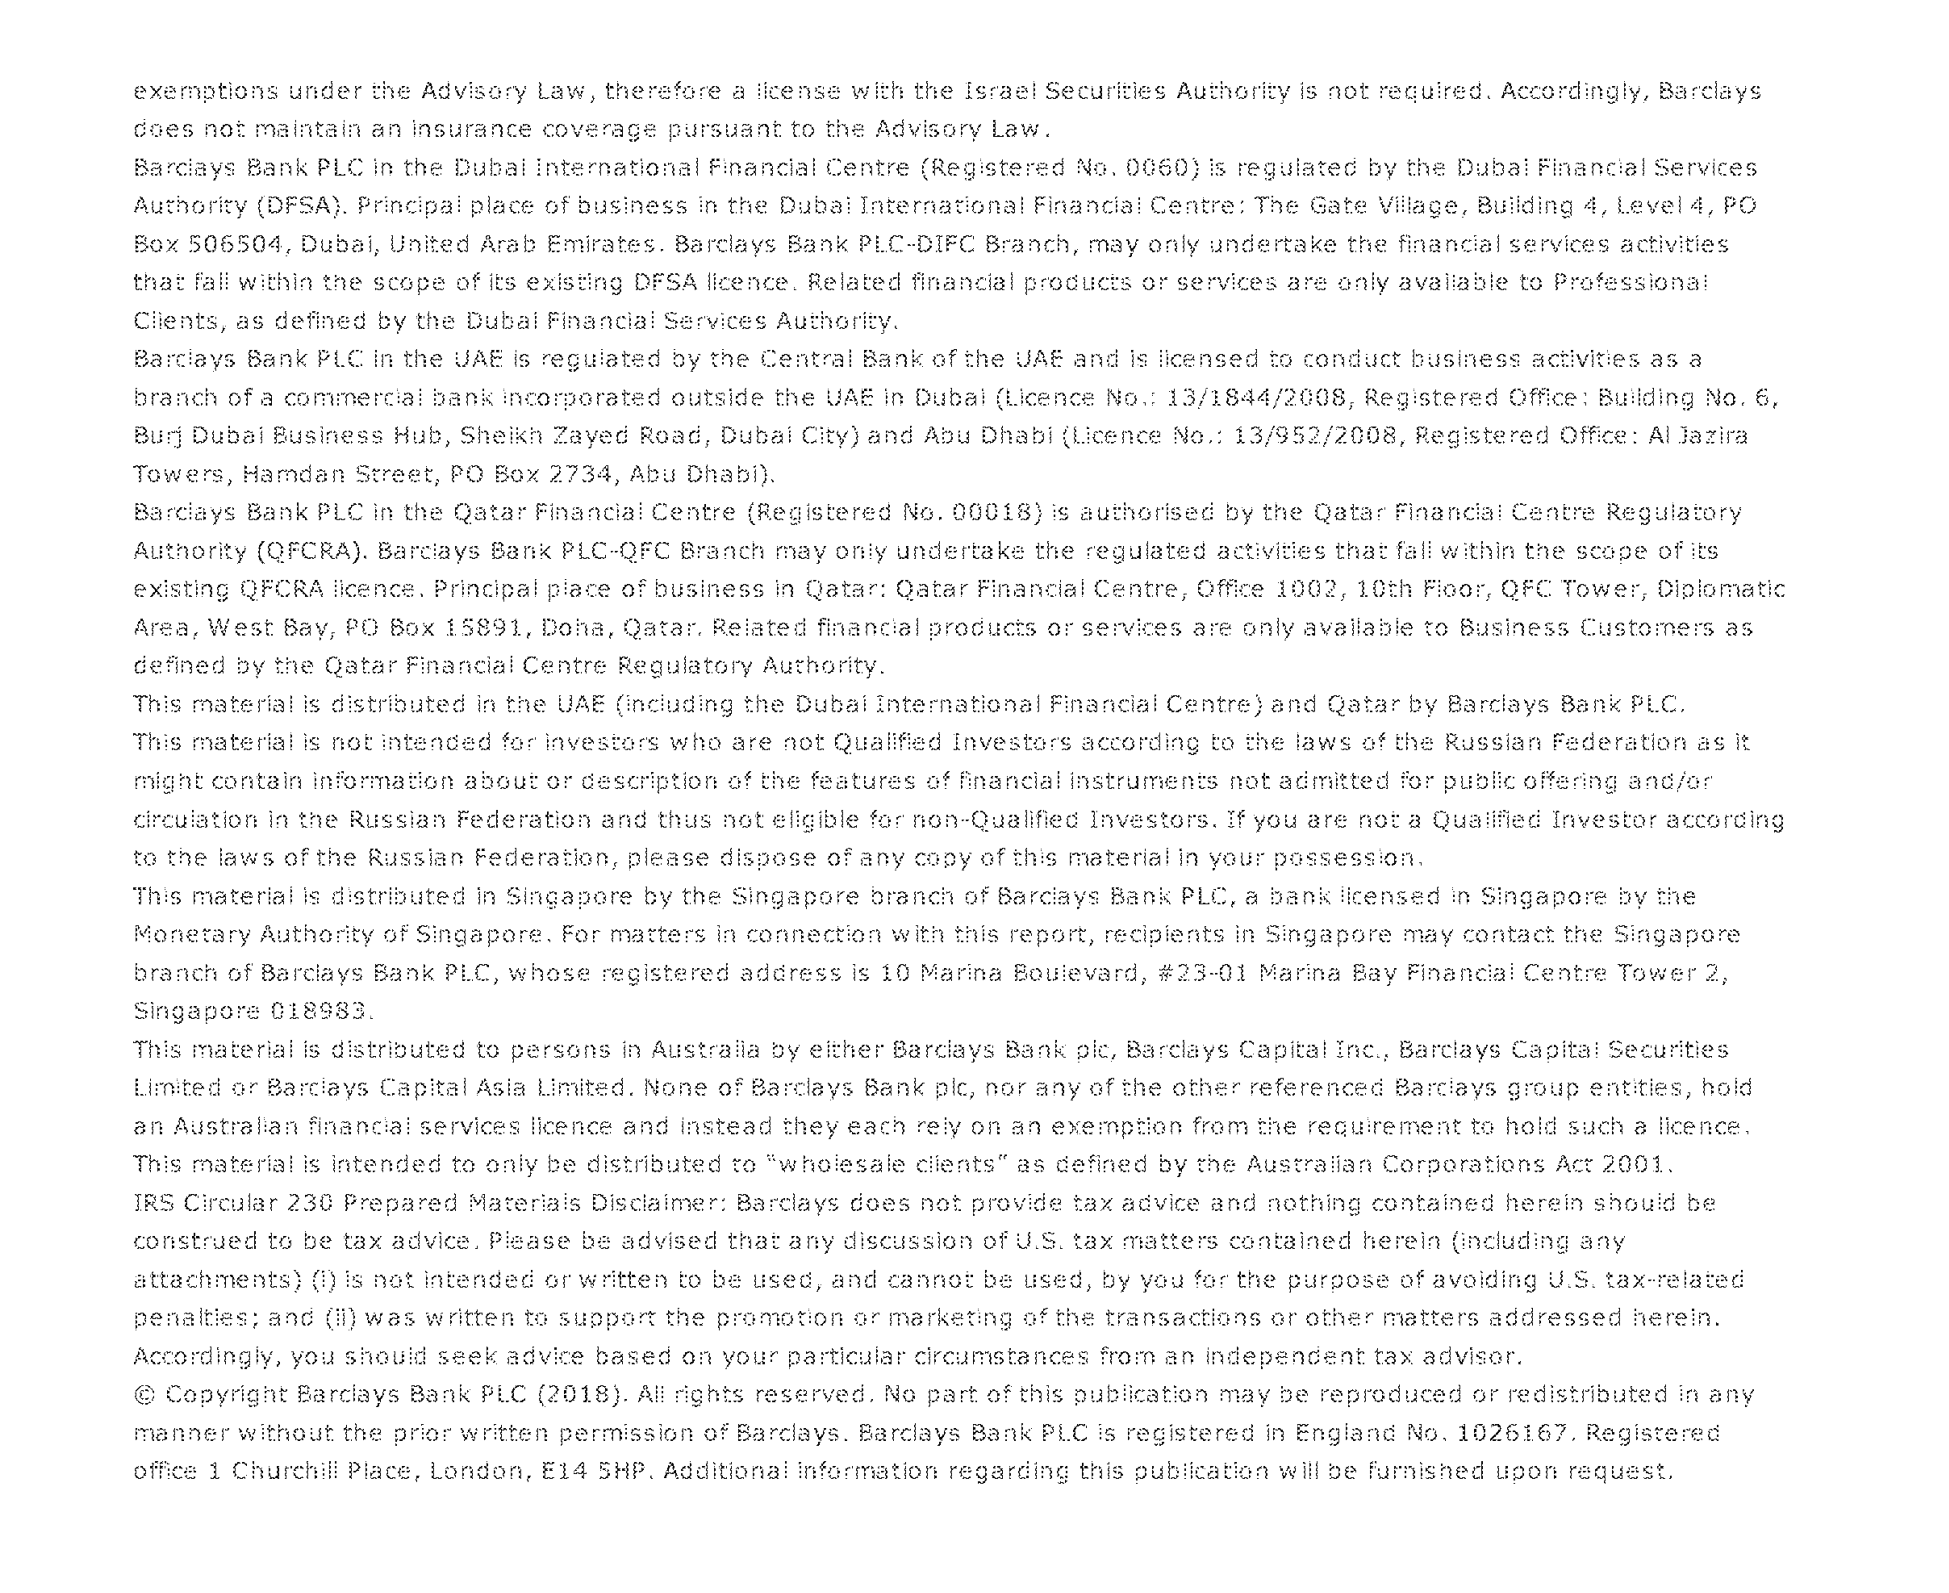 exemptions under the Advisory Law, therefore a license with the Israel Securities Authority is not required. Accordingly, Barclays
does not maintain an insurance coverage pursuant to the Advisory Law.
Barclays Bank PLC in the Dubai International Financial Centre (Registered No. 0060) is regulated by the Dubai Financial Services
Authority (DFSA). Principal place of business in the Dubai International Financial Centre: The Gate Village, Building 4, Level 4, PO
Box 506504, Dubai, United Arab Emirates. Barclays Bank PLC-DIFC Branch, may only undertake the financial services activities
that fall within the scope of its existing DFSA licence. Related financial products or services are only available to Professional
Clients, as defined by the Dubai Financial Services Authority.
Barclays Bank PLC in the UAE is regulated by the Central Bank of the UAE and is licensed to conduct business activities as a
branch of a commercial bank incorporated outside the UAE in Dubai (Licence No.: 13/1844/2008, Registered Office: Building No. 6,
Burj Dubai Business Hub, Sheikh Zayed Road, Dubai City) and Abu Dhabi (Licence No.: 13/952/2008, Registered Office: Al Jazira
Towers, Hamdan Street, PO Box 2734, Abu Dhabi).
Barclays Bank PLC in the Qatar Financial Centre (Registered No. 00018) is authorised by the Qatar Financial Centre Regulatory
Authority (QFCRA). Barclays Bank PLC-QFC Branch may only undertake the regulated activities that fall within the scope of its
existing QFCRA licence. Principal place of business in Qatar: Qatar Financial Centre, Office 1002, 10th Floor, QFC Tower, Diplomatic
Area, West Bay, PO Box 15891, Doha, Qatar. Related financial products or services are only available to Business Customers as
defined by the Qatar Financial Centre Regulatory Authority.
This material is distributed in the UAE (including the Dubai International Financial Centre) and Qatar by Barclays Bank PLC.
This material is not intended for investors who are not Qualified Investors according to the laws of the Russian Federation as it
might contain information about or description of the features of financial instruments not admitted for public offering and/or
circulation in the Russian Federation and thus not eligible for non-Qualified Investors. If you are not a Qualified Investor according
to the laws of the Russian Federation, please dispose of any copy of this material in your possession.
This material is distributed in Singapore by the Singapore branch of Barclays Bank PLC, a bank licensed in Singapore by the
Monetary Authority of Singapore. For matters in connection with this report, recipients in Singapore may contact the Singapore
branch of Barclays Bank PLC, whose registered address is 10 Marina Boulevard, #23-01 Marina Bay Financial Centre Tower 2,
Singapore 018983.
This material is distributed to persons in Australia by either Barclays Bank plc, Barclays Capital Inc., Barclays Capital Securities
Limited or Barclays Capital Asia Limited. None of Barclays Bank plc, nor any of the other referenced Barclays group entities, hold
an Australian financial services licence and instead they each rely on an exemption from the requirement to hold such a licence.
This material is intended to only be distributed to “wholesale clients” as defined by the Australian Corporations Act 2001.
IRS Circular 230 Prepared Materials Disclaimer: Barclays does not provide tax advice and nothing contained herein should be
construed to be tax advice. Please be advised that any discussion of U.S. tax matters contained herein (including any
attachments) (i) is not intended or written to be used, and cannot be used, by you for the purpose of avoiding U.S. tax-related
penalties; and (ii) was written to support the promotion or marketing of the transactions or other matters addressed herein.
Accordingly, you should seek advice based on your particular circumstances from an independent tax advisor.
© Copyright Barclays Bank PLC (2018). All rights reserved. No part of this publication may be reproduced or redistributed in any
manner without the prior written permission of Barclays. Barclays Bank PLC is registered in England No. 1026167. Registered
office 1 Churchill Place, London, E14 5HP. Additional information regarding this publication will be furnished upon request.